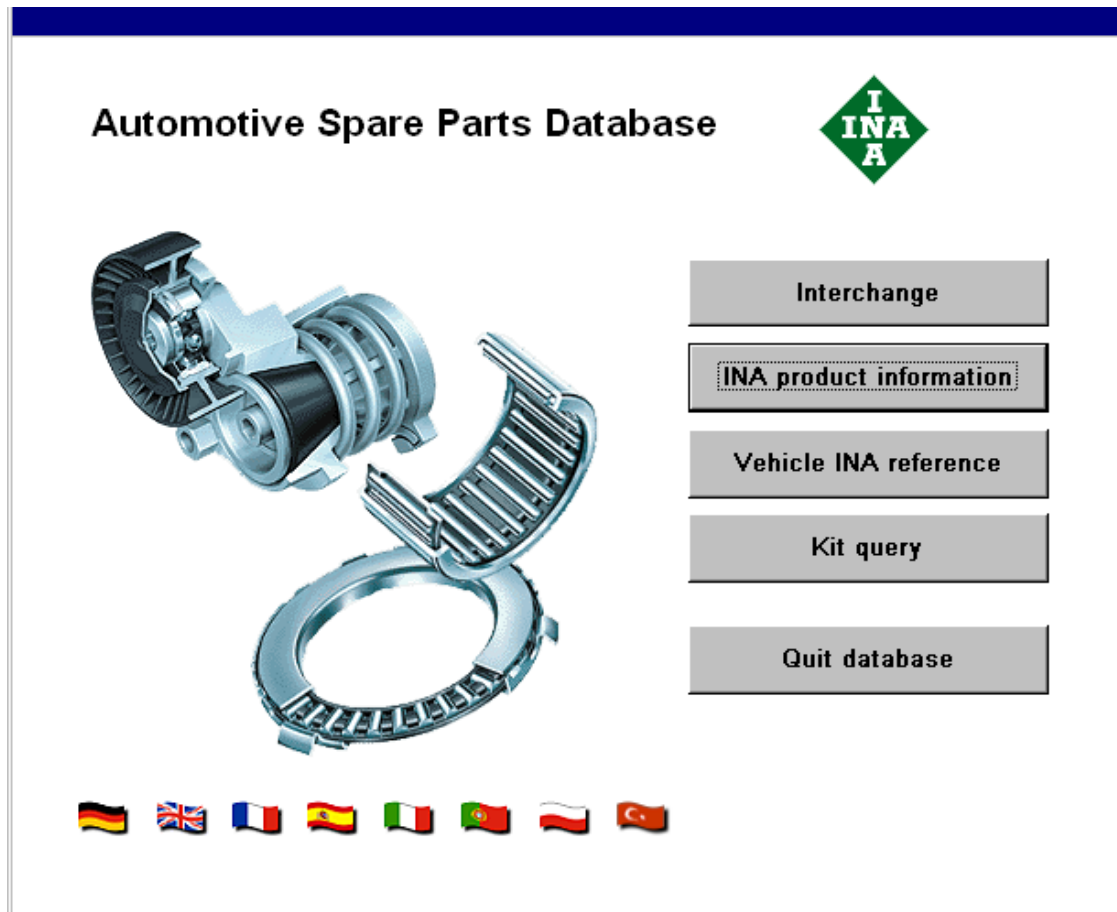 Automotive Spare Parts Database
I
INA
A
Interchange
INA product information
Vehicle INA reference
Kit query
Quit database